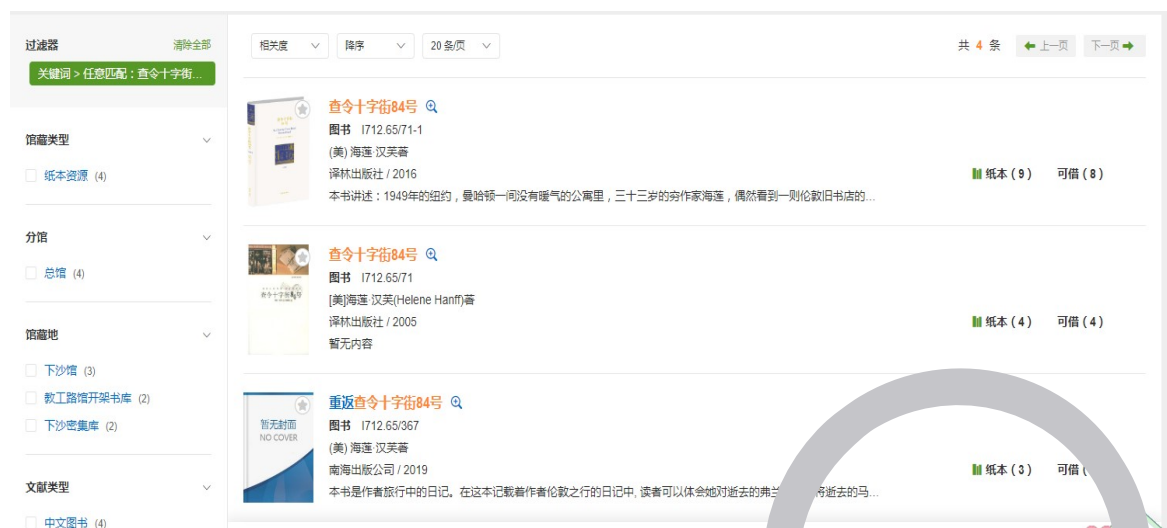 过滤器 清除全部
关键词 > 任意匹配：查令十字街...
馆藏类型
纸本资源 (4)
分馆
总馆 (4)
馆藏地
下沙馆 (3)
教工路馆开架书库 (2)
下沙密集库 (2)
文献类型
中文图书 (4)
相关度 降序 20 条/页 共 4 条 上一页 下一页
查令十字街84号
图书 I712.65/71-1
(美) 海莲·汉芙著
译林出版社 / 2016
纸本 ( 9 ) 可借 ( 8 )
本书讲述：1949年的纽约，曼哈顿一间没有暖气的公寓里，三十三岁的穷作家海莲，偶然看到一则伦敦旧书店的...
查令十字街84号
图书 I712.65/71
[美]海莲·汉芙(Helene Hanff)著
译林出版社 / 2005
纸本 ( 4 ) 可借 ( 4 )
暂无内容
暂无封面
NO COVER
重返查令十字街84号
图书 I712.65/367
(美) 海莲·汉芙著
南海出版公司 / 2019
纸本 ( 3 ) 可借 (
本书是作者旅行中的日记。在这本记载着作者伦敦之行的日记中, 读者可以体会她对逝去的弗兰 将逝去的马...